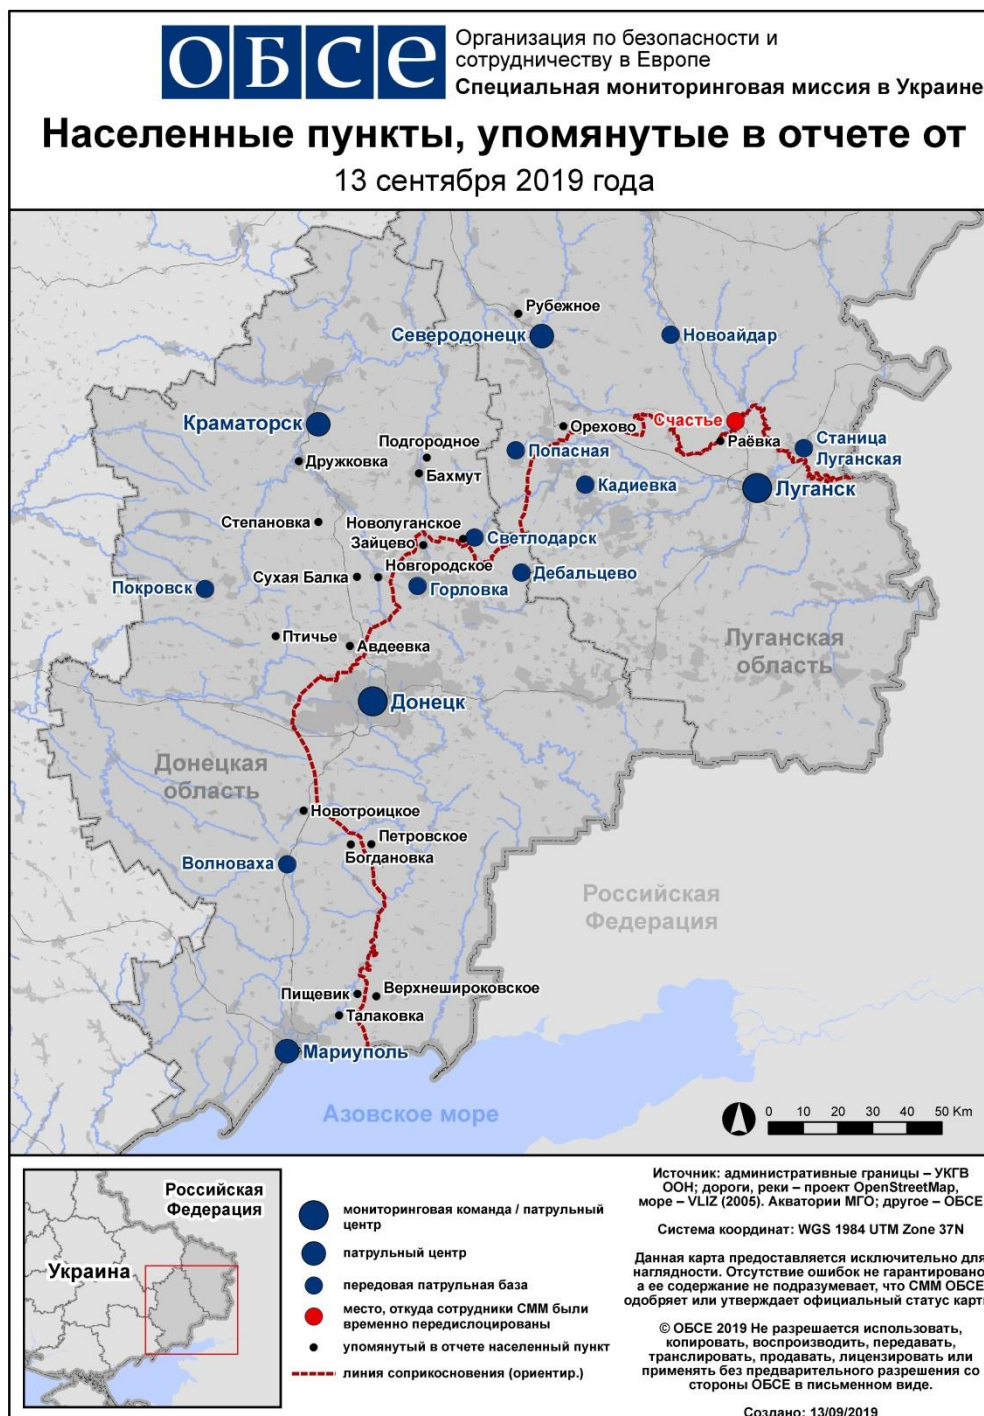 ОБСЕ
Организация по безопасности и
сотрудничеству в Европе
Специальная мониторинговая миссия в Украине
Населенные пункты, упомянутые в отчете от
13 сентября 2019 года
Рубежное
Северодонецк
Новоайдар
Краматорск
Счастье
Орехово
Раёвка
Станица
Луганская
Подгородное
Попасная
Дружковка
Бахмут
Кадиевка
Луганск
Степановка
Новолуганское
Светлодарск
Зайцево
Новгородское
Дебальцево
Сухая Балка
Покровск
Горловка
Птичье
Авдеевка
Луганская
область
Донецк
Донецкая
область
Новотроицкое
Петровское
Богдановка
Волноваха
Российская
Федерация
Пищевик
Верхнешироковское
Талаковка
Мариуполь
Азовское море
0 10 20 30 40 50 Km
Российская
Федерация
Украина
мониторинговая команда / патрульный
центр
патрульный центр
передовая патрульная база
место, откуда сотрудники СММ были
временно передислоцированы
упомянутый в отчете населенный пункт
линия соприкосновения (ориентир.)
Источник: административные границы – УКГВ
ООН; дороги, реки – проект OpenStreetMap,
море – VLIZ (2005). Акватории МГО; другое – ОБСЕ
Система координат: WGS 1984 UTM Zone 37N
Данная карта предоставляется исключительно для
наглядности. Отсутствие ошибок не гарантировано,
а ее содержание не подразумевает, что СММ ОБСЕ
одобряет или утверждает официальный статус карты
© ОБСЕ 2019 Не разрешается использовать,
копировать, воспроизводить, передавать,
транслировать, продавать, лицензировать или
применять без предварительного разрешения со
стороны ОБСЕ в письменном виде.
Создано: 13/09/2019